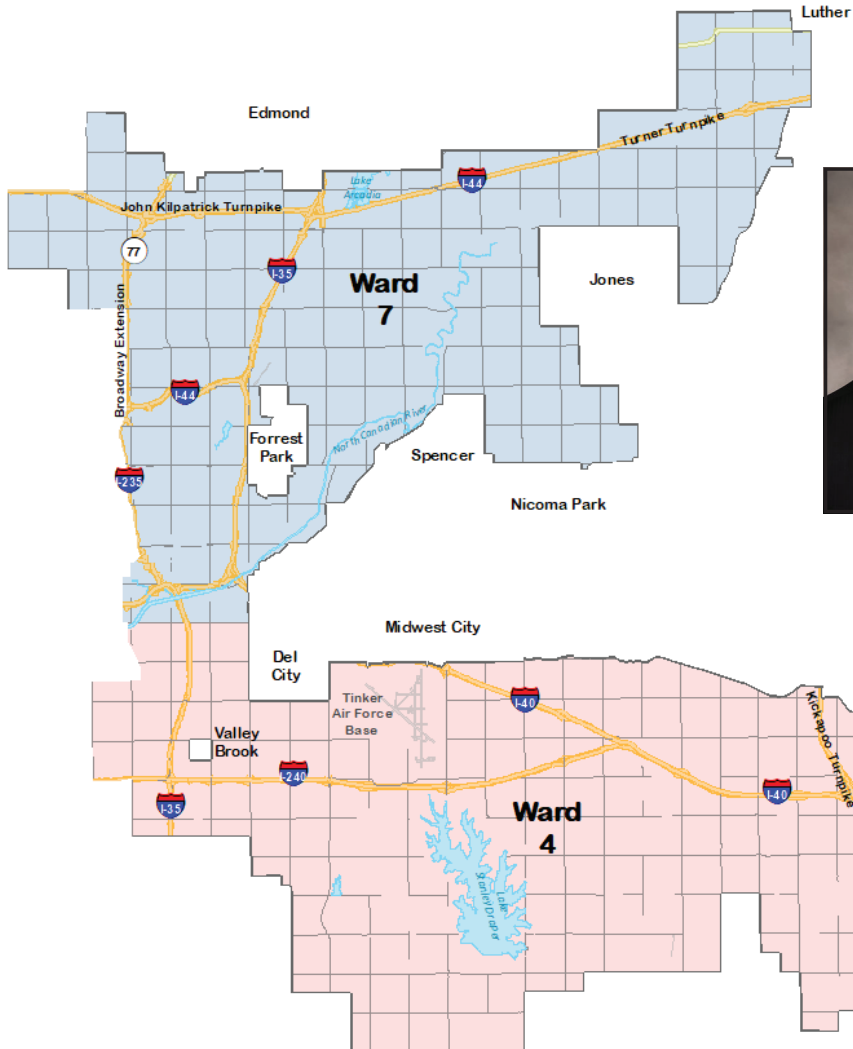 Luther
Edmond
Turner Turnpike
Lake
Arcadia
I-44
John Kilpatrick Turnpike
77
I-35
Ward
7
Jones
Broadway Extension
I-44
North Canadian River
Forrest
Park
Spencer
I-235
Nicoma Park
Midwest City
Del
City
Tinker
Air Force
Base
I-40
Kickapoo Turnpike
Valley
Brook
I-240
I-40
I-35
Ward
4
Lake
Stanley Draper